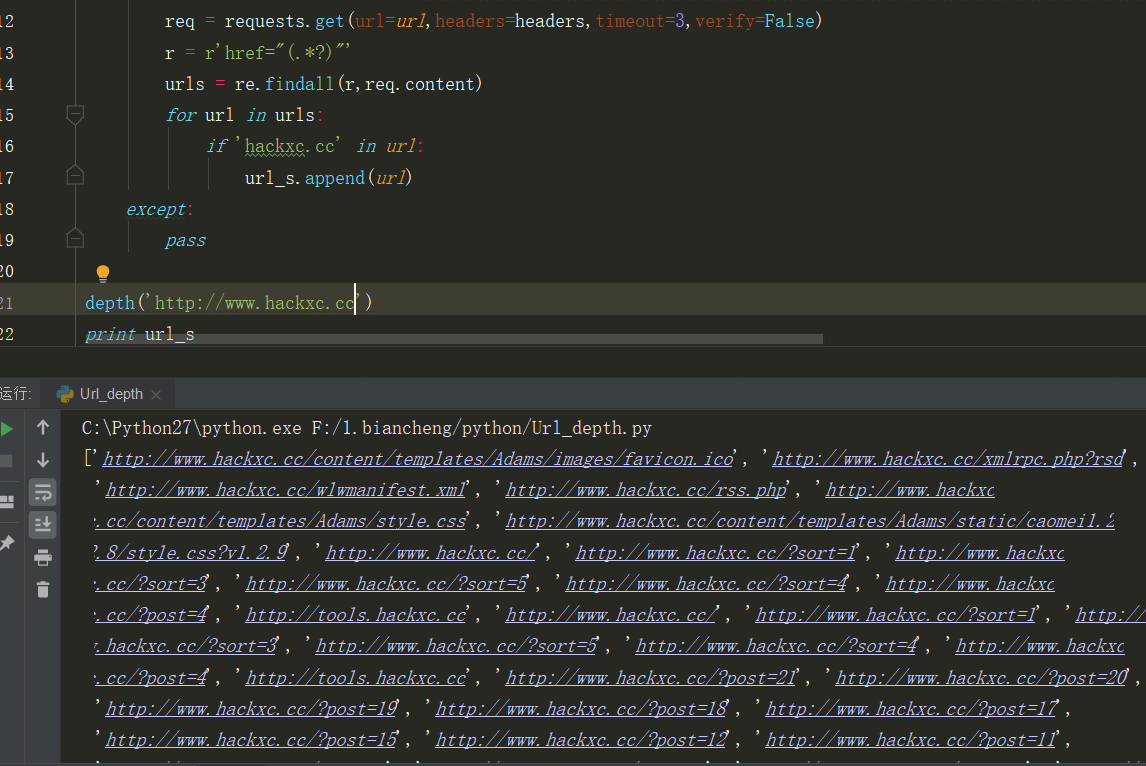 12 req = requests.get(url=url,headers=headers,timeout=3,verify=False)
13 r = r'href="(.*?)"'
14 urls = re.findall(r,req.content)
15 for url in urls:
16 if 'hackxc.cc' in url:
17 url_s.append(url)
18 except:
19 pass
20
21 depth('http://www.hackxc.cc')
22 print url_s
运行: Url_depth
C:\Python27\python.exe F:/1.biancheng/python/Url_depth.py
['http://www.hackxc.cc/content/templates/Adams/images/favicon.ico', 'http://www.hackxc.cc/xmlrpc.php?rsd',
'http://www.hackxc.cc/wlwmanifest.xml', 'http://www.hackxc.cc/rss.php', 'http://www.hackxc
.cc/content/templates/Adams/style.css', 'http://www.hackxc.cc/content/templates/Adams/static/caomei1.2
.8/style.css?v1.2.9', 'http://www.hackxc.cc/', 'http://www.hackxc.cc/?sort=1', 'http://www.hackxc
.cc/?sort=3', 'http://www.hackxc.cc/?sort=5', 'http://www.hackxc.cc/?sort=4', 'http://www.hackxc
.cc/?post=4', 'http://tools.hackxc.cc', 'http://www.hackxc.cc/', 'http://www.hackxc.cc/?sort=1', 'http://
w.hackxc.cc/?sort=3', 'http://www.hackxc.cc/?sort=5', 'http://www.hackxc.cc/?sort=4', 'http://www.hackxc
.cc/?post=4', 'http://tools.hackxc.cc', 'http://www.hackxc.cc/?post=21', 'http://www.hackxc.cc/?post=20',
'http://www.hackxc.cc/?post=19', 'http://www.hackxc.cc/?post=18', 'http://www.hackxc.cc/?post=17',
'http://www.hackxc.cc/?post=15', 'http://www.hackxc.cc/?post=12', 'http://www.hackxc.cc/?post=11',